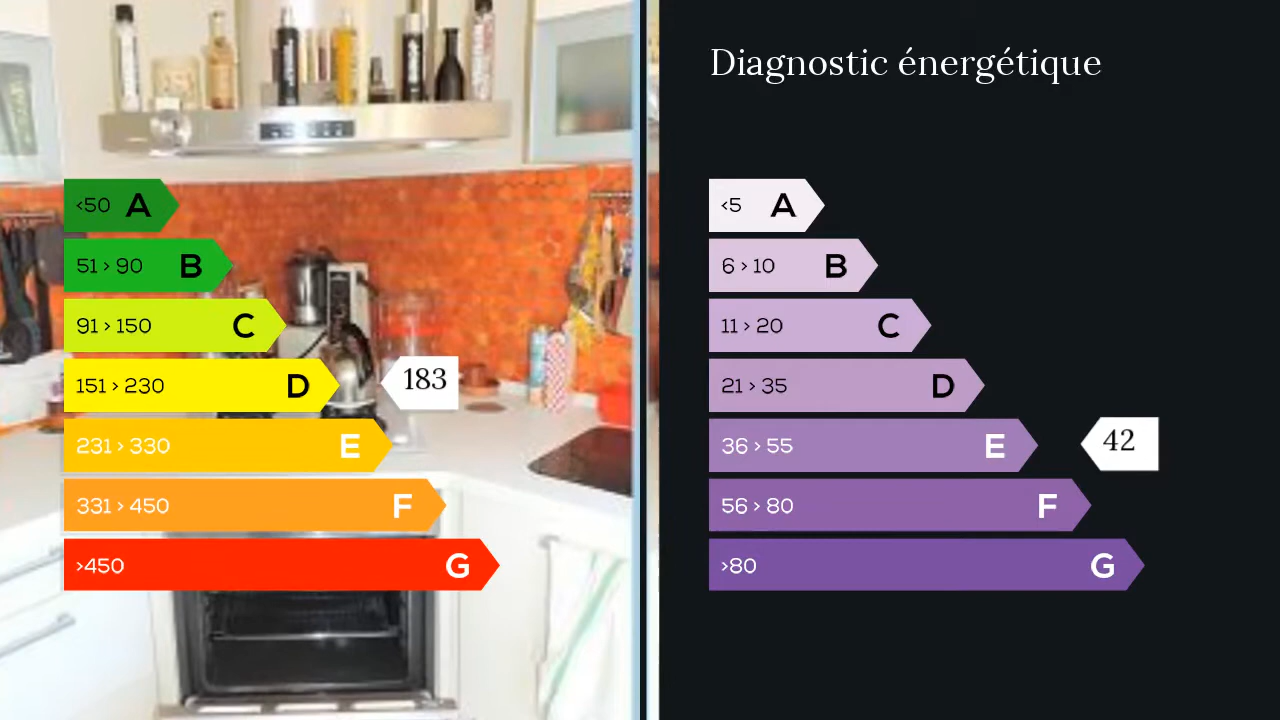 Diagnostic énergétique
<50 A
51 > 90 B
91 > 150 C
151 > 230 D
183
231 > 330 E
331 > 450 F
>450 G
<5 A
6 > 10 B
11 > 20 C
21 > 35 D
36 > 55 E
42
56 > 80 F
>80 G